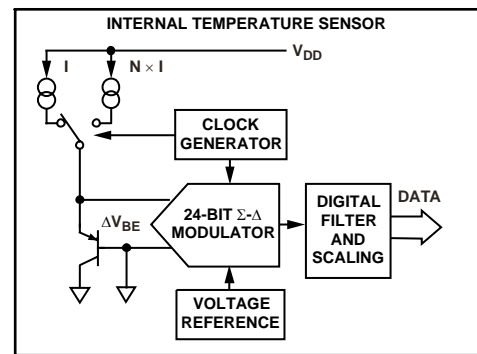 INTERNAL TEMPERATURE SENSOR
V_DD
I
N × I
CLOCK
GENERATOR
24-BIT Σ-Δ
MODULATOR
DIGITAL
FILTER
AND
SCALING
DATA
ΔV_BE
VOLTAGE
REFERENCE